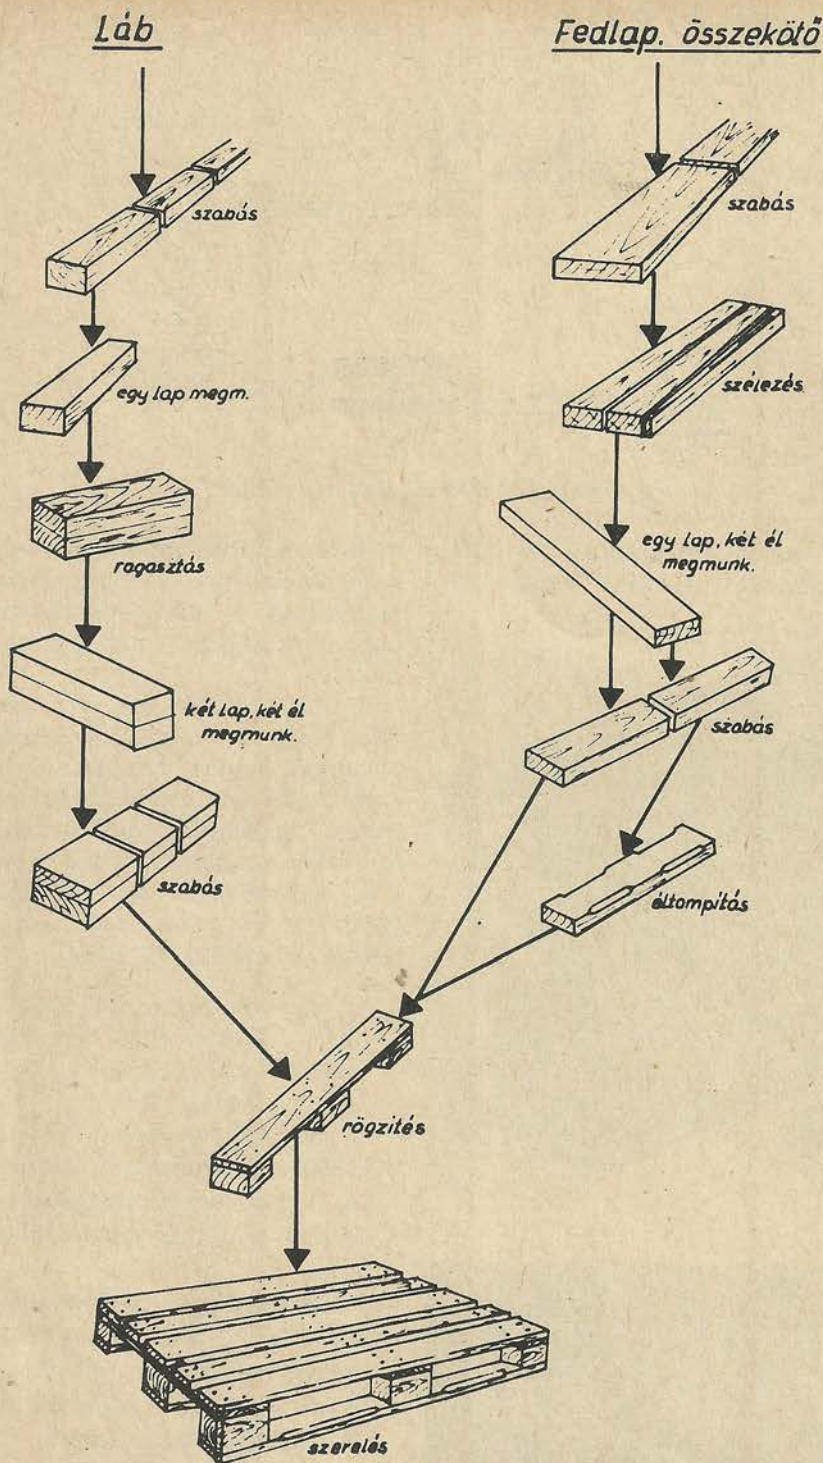 Láb
szabás
egy lap megm.
ragasztás
két lap, két él
megmunk.
szabás
Fedlap. összekötő
szabás
szélezés
egy lap, két él
megmunk.
szabás
éltompítás
rögzítés
szerelés